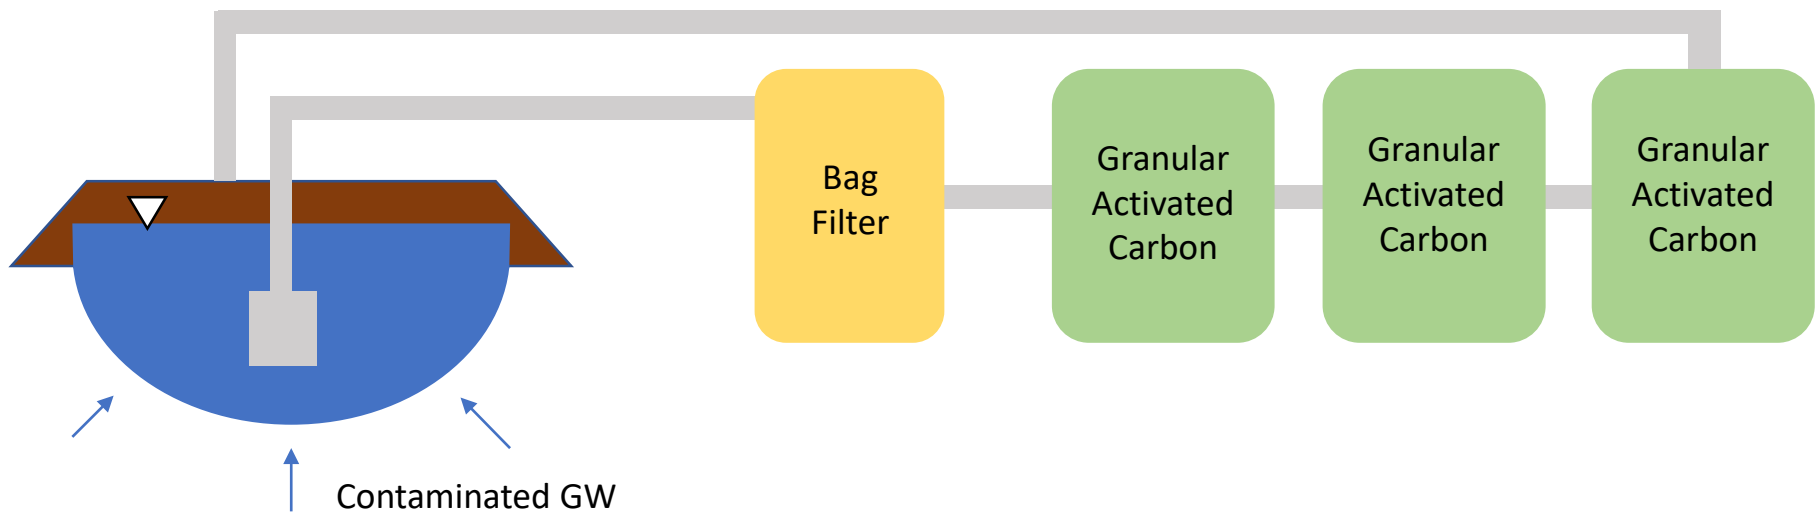 Bag
Filter
Granular
Activated
Carbon
Granular
Activated
Carbon
Granular
Activated
Carbon
Contaminated GW